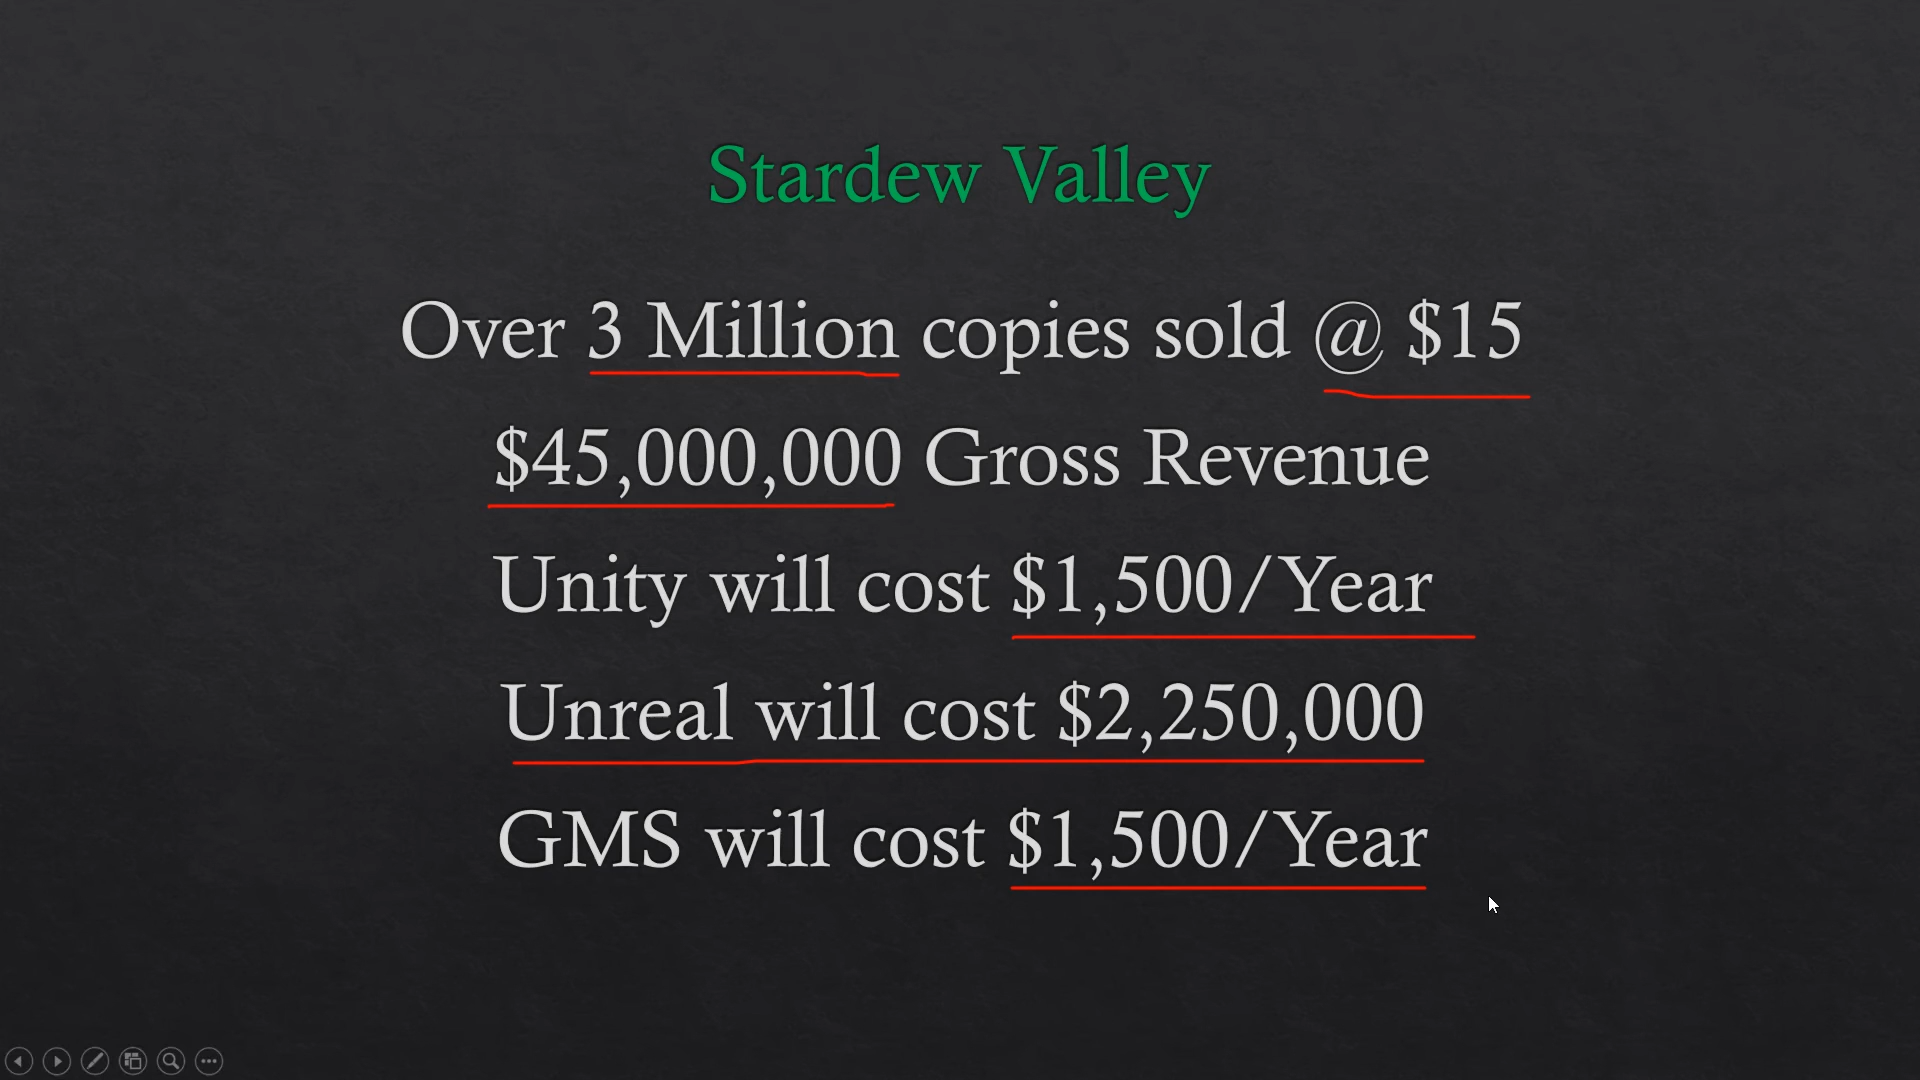 Stardew Valley
Over 3 Million copies sold @ $15
$45,000,000 Gross Revenue
Unity will cost $1,500/Year
Unreal will cost $2,250,000
GMS will cost $1,500/Year